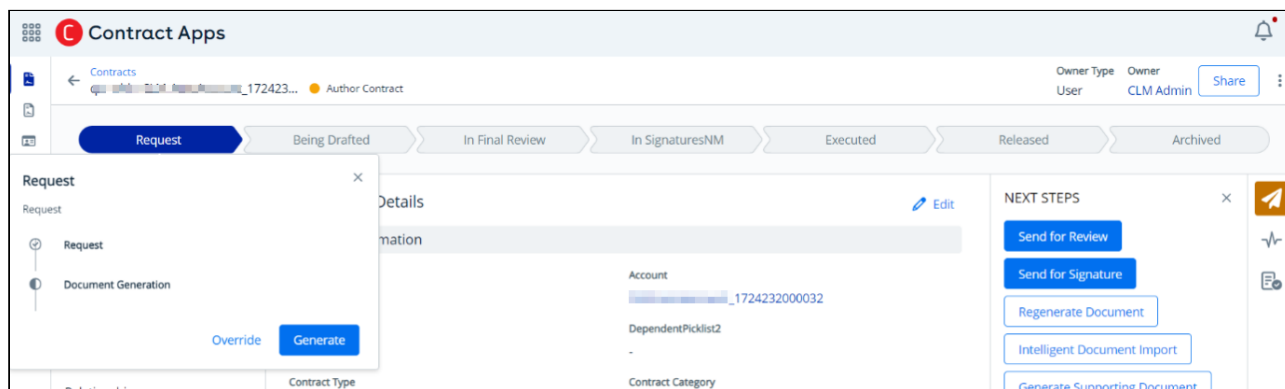 Contract Apps
Contracts
_172423...
Author Contract
Owner Type
Owner
User
CLM Admin
Share
Request
Being Drafted
In Final Review
In SignaturesNM
Executed
Released
Archived
Request
Request
Request
Document Generation
Override
Generate
Details
Edit
mation
Account
_1724232000032
DependentPicklist2
-
Contract Type
Contract Category
NEXT STEPS
Send for Review
Send for Signature
Regenerate Document
Intelligent Document Import
Generate Supporting Document